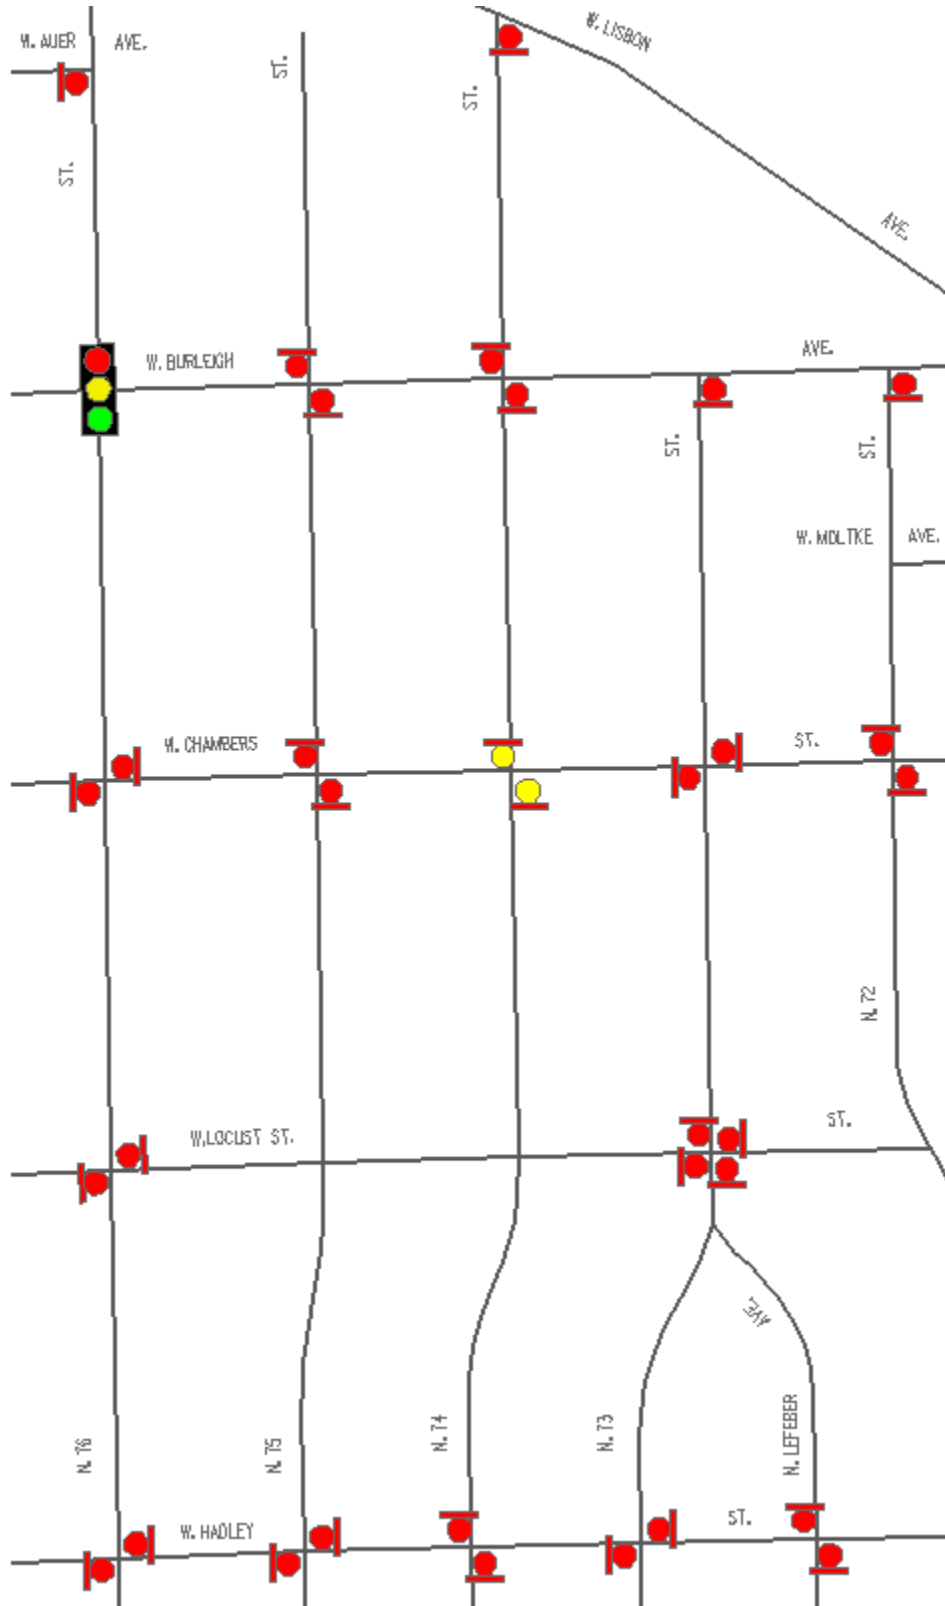 W. LISBON
W. AUER AVE.
ST.
ST.
ST.
AVE.
W. BURLEIGH
AVE.
ST.
ST.
W. MOLTKE AVE.
W. CHAMBERS
ST.
N. 72
W.LOCUST ST.
ST.
AVE.
N. 76
N. 75
N. 74
N. 73
N. LEFEBER
W. HADLEY
ST.